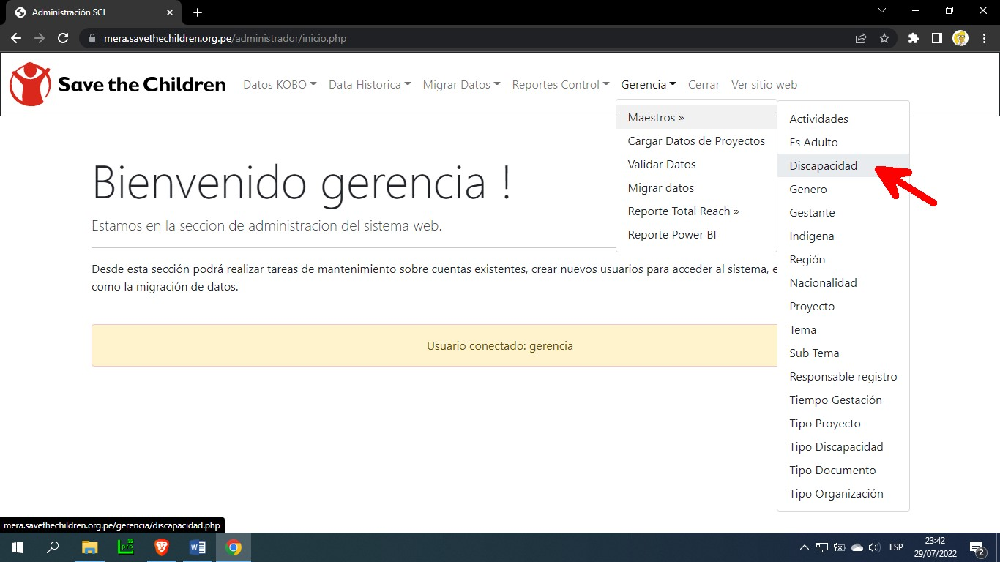 Administración SCI
mera.savethechildren.org.pe/administrador/inicio.php
Save the Children
Datos KOBO
Data Historica
Migrar Datos
Reportes Control
Gerencia
Cerrar
Ver sitio web
Maestros »
Cargar Datos de Proyectos
Validar Datos
Migrar datos
Reporte Total Reach »
Reporte Power BI
Actividades
Es Adulto
Discapacidad
Genero
Gestante
Indigena
Región
Nacionalidad
Proyecto
Tema
Sub Tema
Responsable registro
Tiempo Gestación
Tipo Proyecto
Tipo Discapacidad
Tipo Documento
Tipo Organización
Bienvenido gerencia !
Estamos en la seccion de administracion del sistema web.
Desde esta sección podrá realizar tareas de mantenimiento sobre cuentas existentes, crear nuevos usuarios para acceder al sistema, e
como la migración de datos.
Usuario conectado: gerencia
mera.savethechildren.org.pe/gerencia/discapacidad.php
pro
ESP
23:42
29/07/2022
2